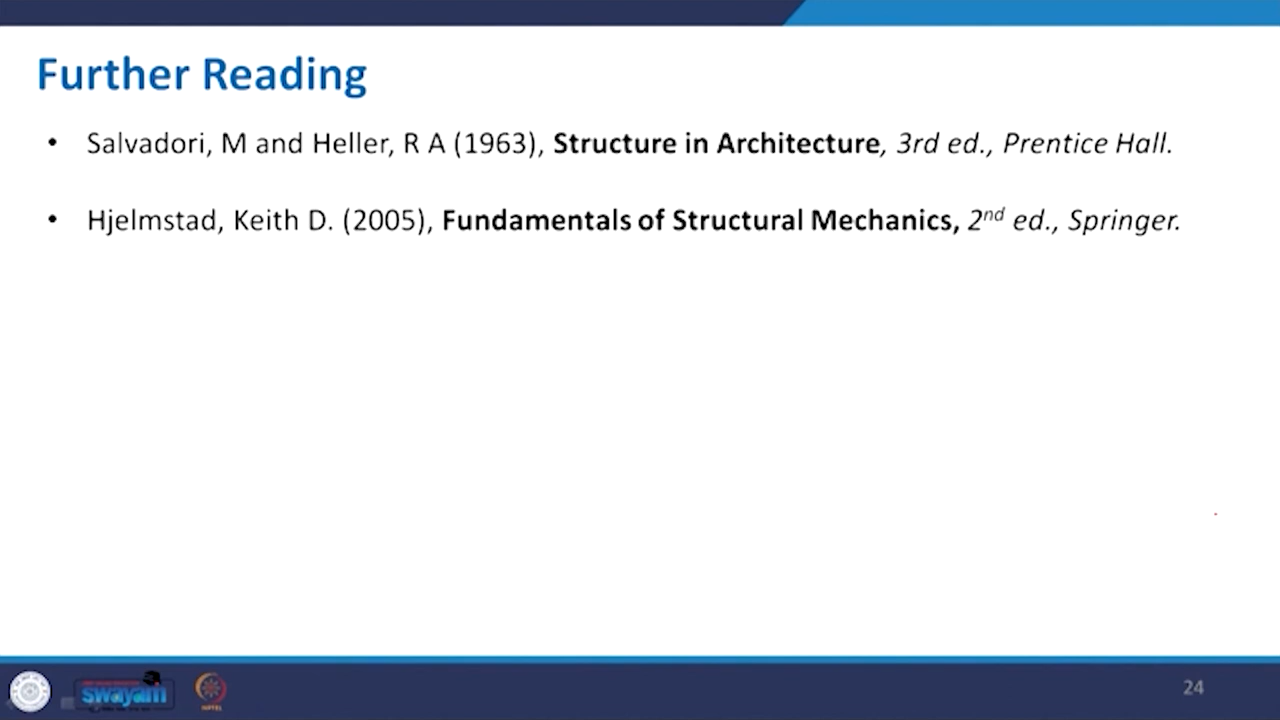 Further Reading
• Salvadori, M and Heller, R A (1963), Structure in Architecture, 3rd ed., Prentice Hall.
• Hjelmstad, Keith D. (2005), Fundamentals of Structural Mechanics, 2nd ed., Springer.
swayam
24